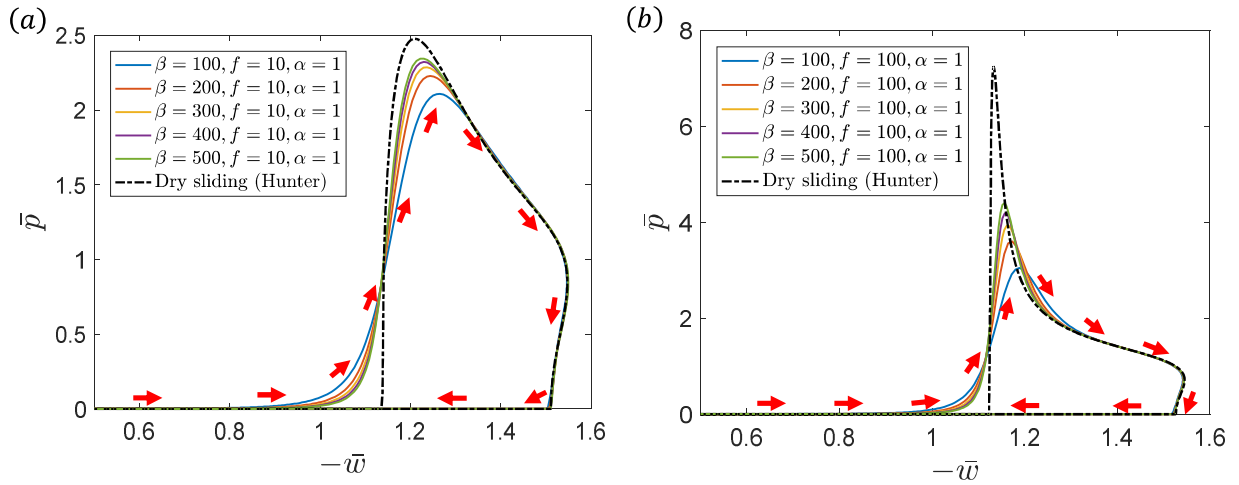 (a)
2.5
2
1.5
1
0.5
0
p̄
β = 100, f = 10, α = 1
β = 200, f = 10, α = 1
β = 300, f = 10, α = 1
β = 400, f = 10, α = 1
β = 500, f = 10, α = 1
Dry sliding (Hunter)
0.6 0.8 1 1.2 1.4 1.6
−w̄
(b)
8
6
4
2
0
p̄
β = 100, f = 100, α = 1
β = 200, f = 100, α = 1
β = 300, f = 100, α = 1
β = 400, f = 100, α = 1
β = 500, f = 100, α = 1
Dry sliding (Hunter)
0.6 0.8 1 1.2 1.4 1.6
−w̄